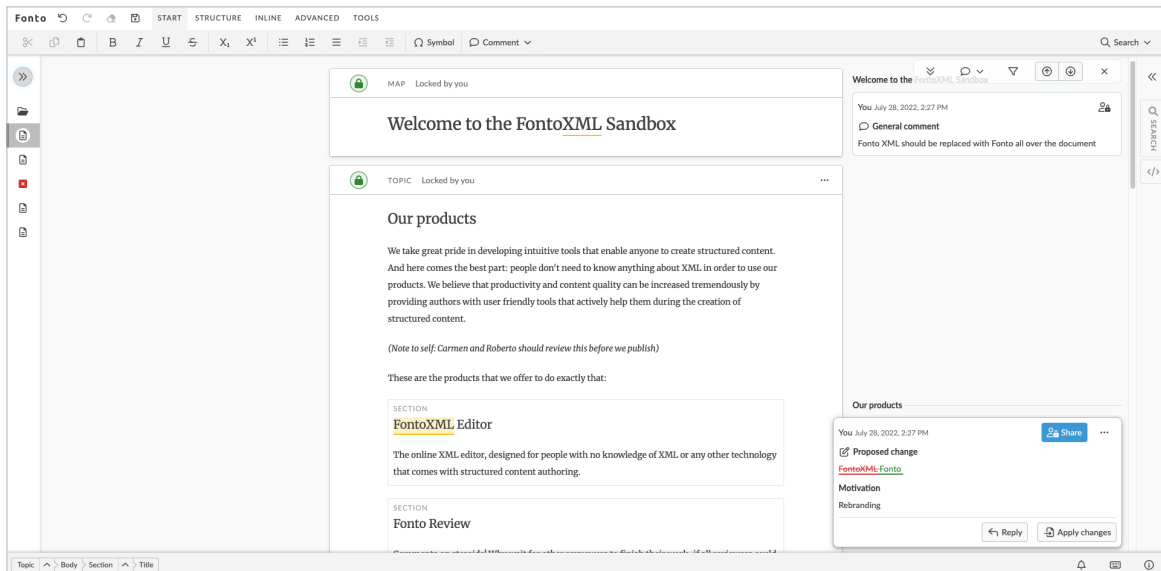 Fonto START STRUCTURE INLINE ADVANCED TOOLS
B I U S X₁ X¹ Ω Symbol Comment Search
Welcome to the FontoXML Sandbox
MAP Locked by you
You July 28, 2022, 2:27 PM
Welcome to the FontoXML Sandbox
General comment
Fonto XML should be replaced with Fonto all over the document
SEARCH
TOPIC Locked by you
Our products
We take great pride in developing intuitive tools that enable anyone to create structured content.
And here comes the best part: people don't need to know anything about XML in order to use our
products. We believe that productivity and content quality can be increased tremendously by
providing authors with user friendly tools that actively help them during the creation of
structured content.
(Note to self: Carmen and Roberto should review this before we publish)
These are the products that we offer to do exactly that:
SECTION
FontoXML Editor
The online XML editor, designed for people with no knowledge of XML or any other technology
that comes with structured content authoring.
SECTION
Fonto Review
Our products
You July 28, 2022, 2:27 PM Share
Proposed change
FontoXML Fonto
Motivation
Rebranding
Reply Apply changes
Topic Body Section Title